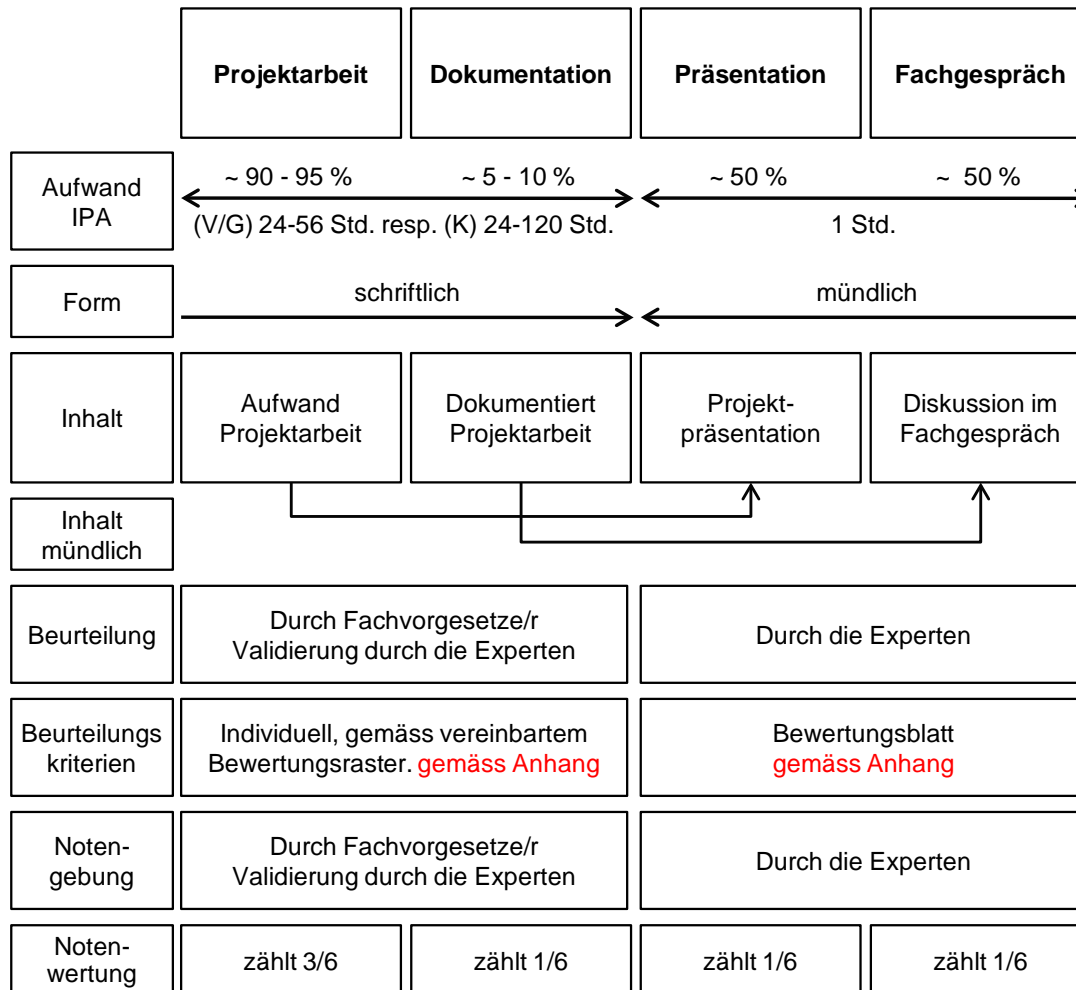 Projektarbeit
Dokumentation
Präsentation
Fachgespräch
Aufwand
IPA
~ 90 - 95 %
~ 5 - 10 %
~ 50 %
~ 50 %
(V/G) 24-56 Std. resp. (K) 24-120 Std.
1 Std.
Form
schriftlich
mündlich
Inhalt
Aufwand
Projektarbeit
Dokumentiert
Projektarbeit
Projekt-
präsentation
Diskussion im
Fachgespräch
Inhalt
mündlich
Beurteilung
Durch Fachvorgesetze/r
Validierung durch die Experten
Durch die Experten
Beurteilungs
kriterien
Individuell, gemäss vereinbartem
Bewertungsraster. gemäss Anhang
Bewertungsblatt
gemäss Anhang
Noten-
gebung
Durch Fachvorgesetze/r
Validierung durch die Experten
Durch die Experten
Noten-
wertung
zählt 3/6
zählt 1/6
zählt 1/6
zählt 1/6